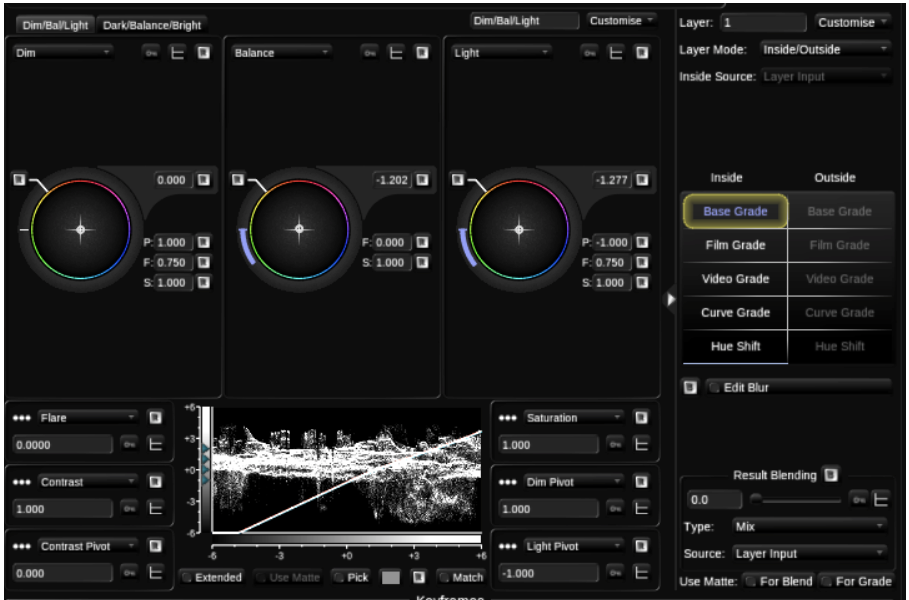 Dim/Bal/Light Dark/Balance/Bright Dim/Bal/Light Customise
Layer: 1 Customise
Layer Mode: Inside/Outside
Inside Source: Layer Input
Dim Balance Light
0.000 -1.202 -1.277
P: 1.000 P: 0.000 P: -1.000
F: 0.750 S: 1.000 F: 0.750
S: 1.000 S: 1.000
Inside Outside
Base Grade Base Grade
Film Grade Film Grade
Video Grade Video Grade
Curve Grade Curve Grade
Hue Shift Hue Shift
Edit Blur
Flare
0.0000
Contrast
1.000
Contrast Pivot
0.000
+6
+3
+0
-3
-6
-6 -3 +0 +3 +6
Extended Use Matte Pick Match
Saturation
1.000
Dim Pivot
1.000
Light Pivot
-1.000
Result Blending
0.0
Type: Mix
Source: Layer Input
Use Matte: For Blend For Grade
Keyframes